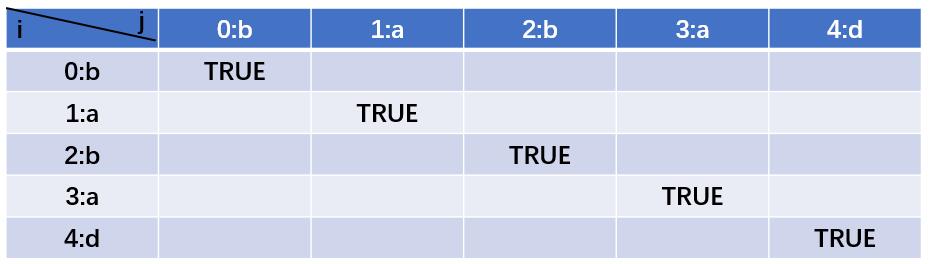 i j 0:b 1:a 2:b 3:a 4:d
0:b TRUE
1:a TRUE
2:b TRUE
3:a TRUE
4:d TRUE